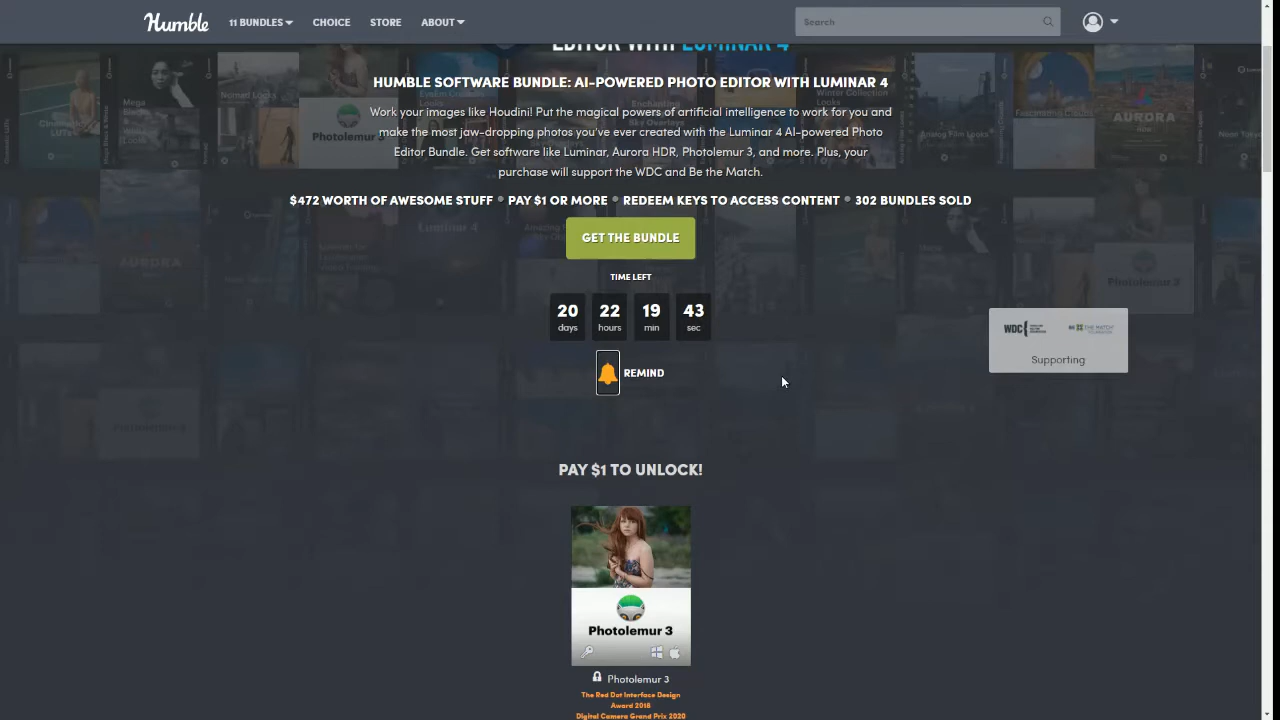 Humble
11 BUNDLES
CHOICE
STORE
ABOUT
Search
EDITOR WITH LUMINAR 4
HUMBLE SOFTWARE BUNDLE: AI-POWERED PHOTO EDITOR WITH LUMINAR 4
Work your images like Houdini! Put the magical powers of artificial intelligence to work for you and
make the most jaw-dropping photos you've ever created with the Luminar 4 AI-powered Photo
Editor Bundle. Get software like Luminar, Aurora HDR, Photolemur 3, and more. Plus, your
purchase will support the WDC and Be the Match.
$472 WORTH OF AWESOME STUFF • PAY $1 OR MORE • REDEEM KEYS TO ACCESS CONTENT • 302 BUNDLES SOLD
GET THE BUNDLE
TIME LEFT
20 22 19 43
days hours min sec
WDC
Supporting
REMIND
PAY $1 TO UNLOCK!
Photolemur 3
Photolemur 3
The Red Dot Interface Design
Award 2018
Digital Camera Grand Prix 2020